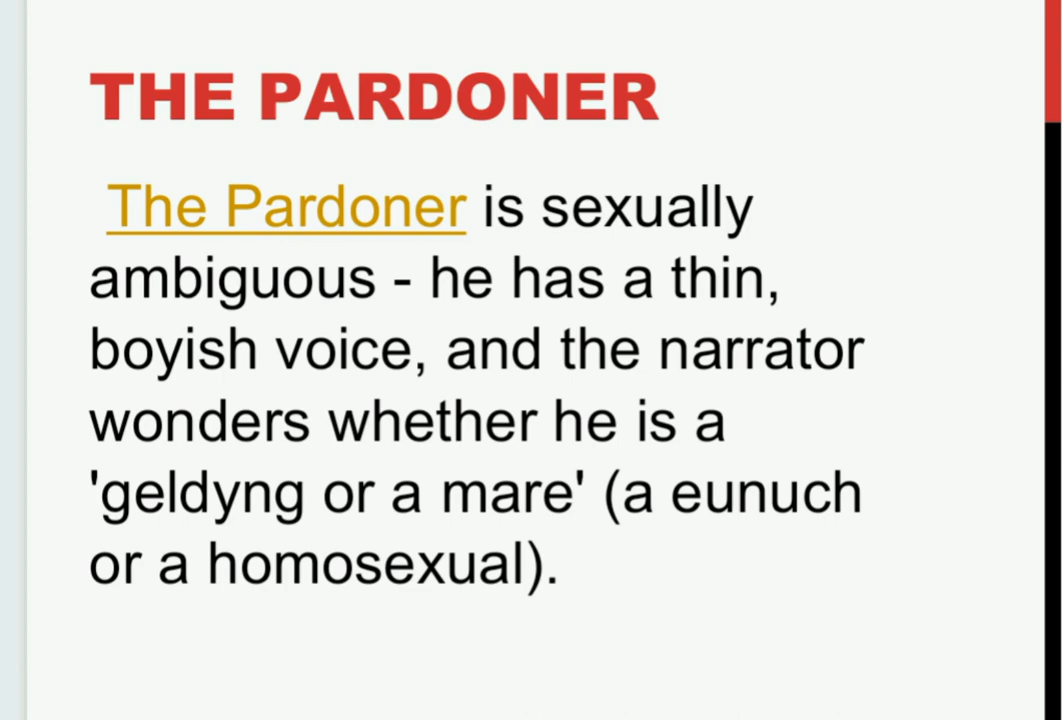 THE PARDONER
The Pardoner is sexually
ambiguous - he has a thin,
boyish voice, and the narrator
wonders whether he is a
'geldyng or a mare' (a eunuch
or a homosexual).